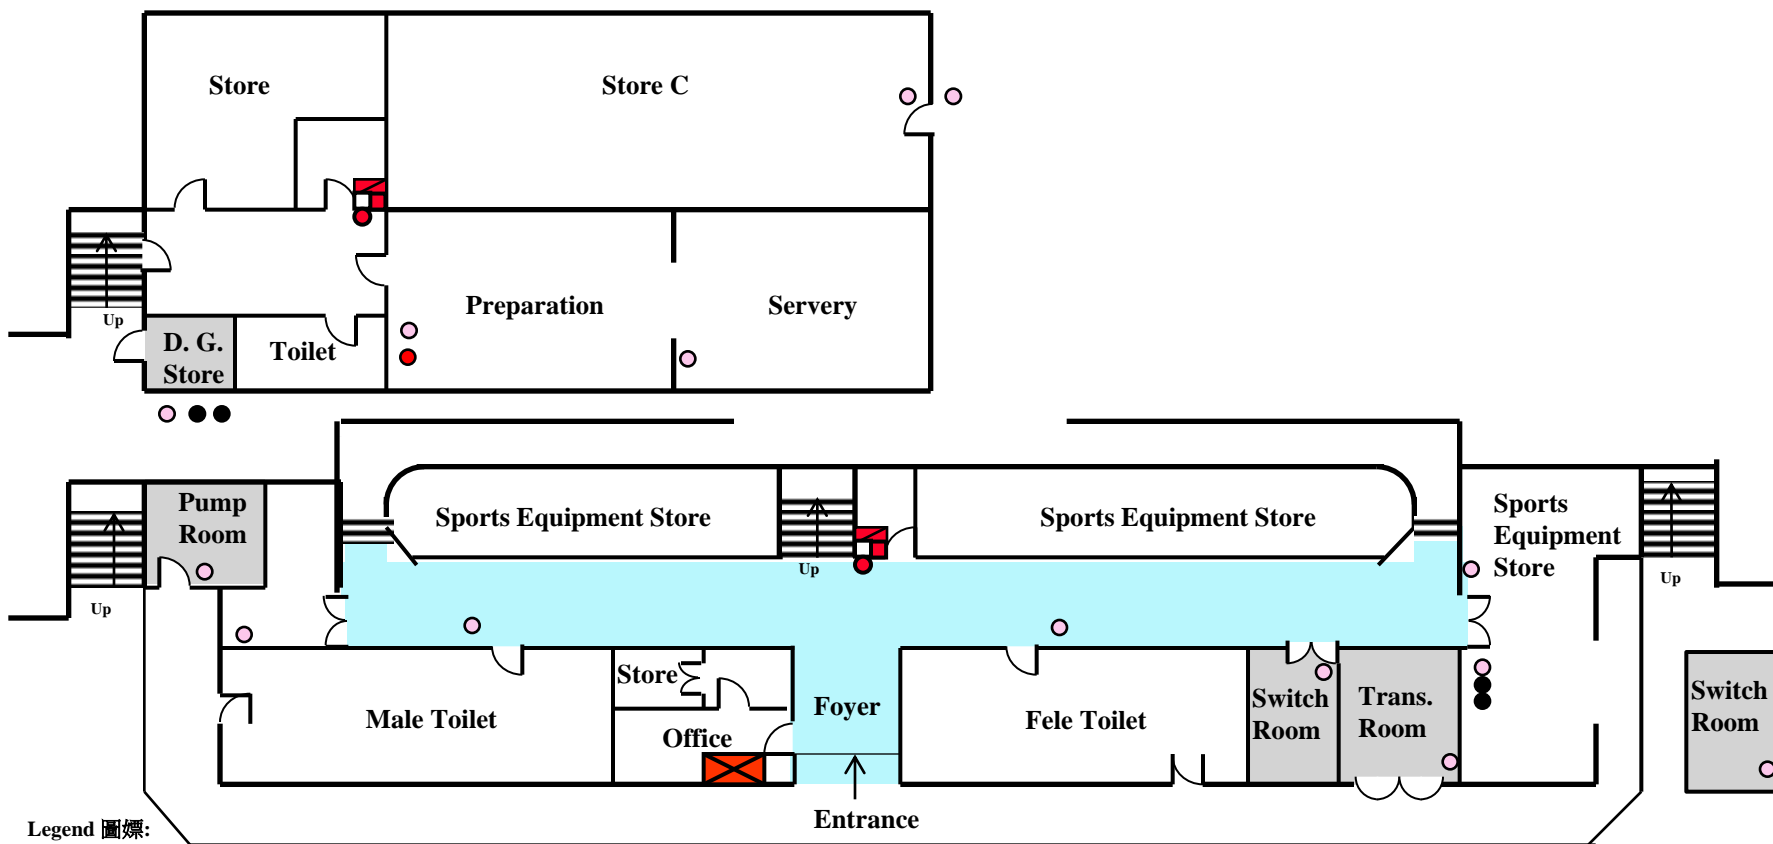 Store
Store C
Preparation
Servery
Up
D. G.
Store
Toilet
Pump
Room
Sports Equipment Store
Sports Equipment Store
Sports
Equipment
Store
Up
Up
Up
Store
Foyer
Male Toilet
Office
Fele Toilet
Switch
Room
Trans.
Room
Switch
Room
Entrance
Legend 圖嫖: